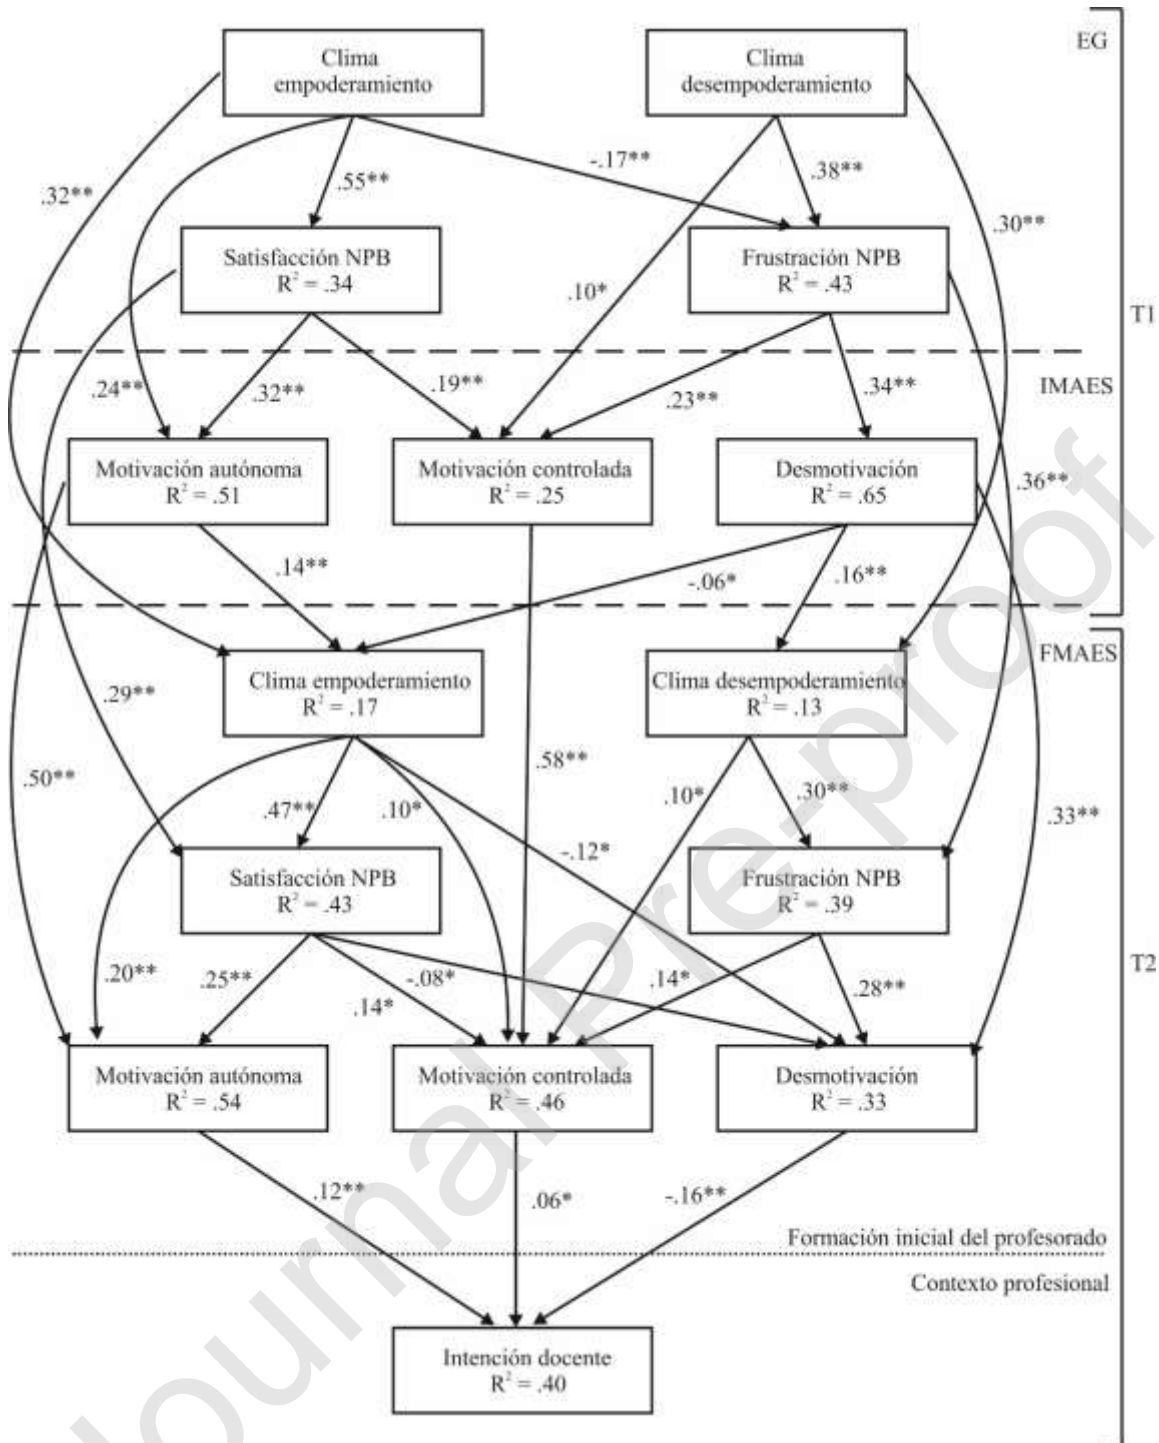 EG
Clima
empoderamiento
Clima
desempoderamiento
-.17**
.38**
.55**
.32**
.30**
Satisfacción NPB
R² = .34
Frustración NPB
R² = .43
.10*
T1
.24**
.32**
.19**
.23**
.34**
IMAES
Motivación autónoma
R² = .51
Motivación controlada
R² = .25
Desmotivación
R² = .65
.36**
.14**
-.06*
.16**
FMAES
Clima empoderamiento
R² = .17
Clima desempoderamiento
R² = .13
.29**
.50**
.47**
.10*
.58**
.10*
.30**
.33**
-.12*
Satisfacción NPB
R² = .43
Frustración NPB
R² = .39
.20**
.25**
-.08*
.14*
.14*
.28**
T2
Motivación autónoma
R² = .54
Motivación controlada
R² = .46
Desmotivación
R² = .33
.12**
.06*
-.16**
Formación inicial del profesorado
Contexto profesional
Intención docente
R² = .40
Journal Pre-proof